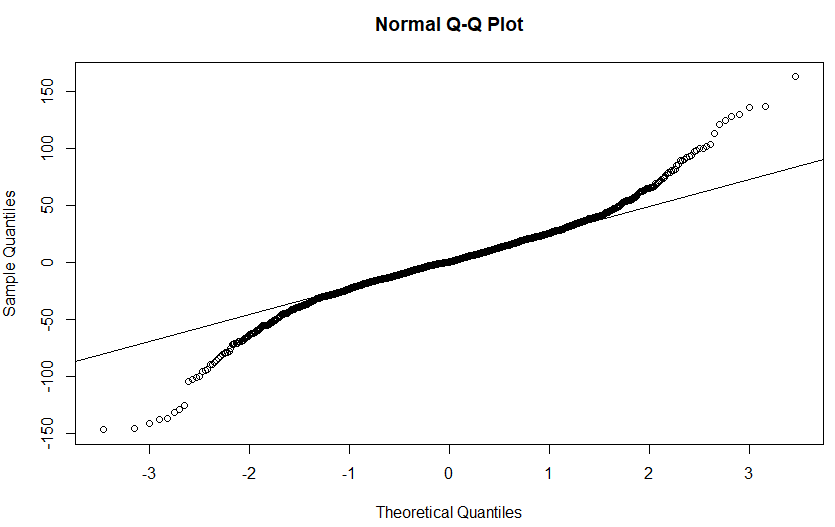 Normal Q-Q Plot
Sample Quantiles
150
100
50
0
-50
-100
-150
-3 -2 -1 0 1 2 3
Theoretical Quantiles